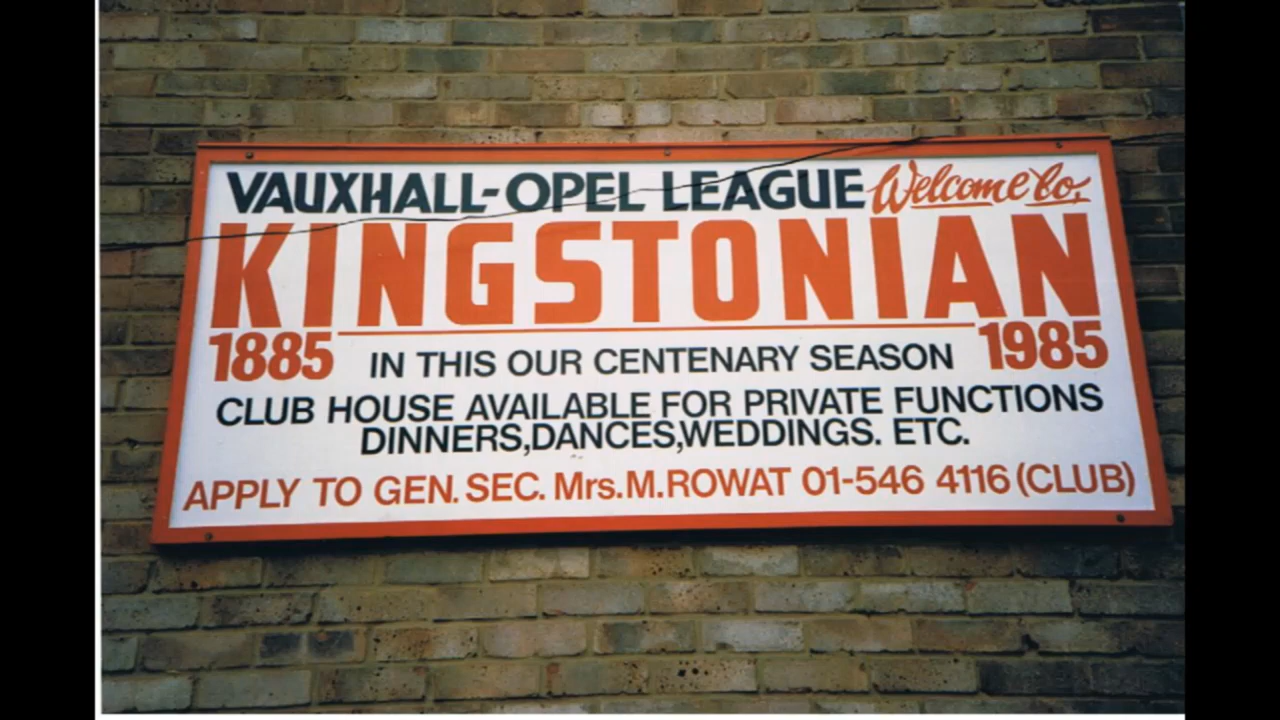 VAUXHALL-OPEL LEAGUE Welcome to,
KINGSTONIAN
1885 IN THIS OUR CENTENARY SEASON 1985
CLUB HOUSE AVAILABLE FOR PRIVATE FUNCTIONS
DINNERS,DANCES,WEDDINGS. ETC.
APPLY TO GEN. SEC. Mrs.M.ROWAT 01-546 4116 (CLUB)